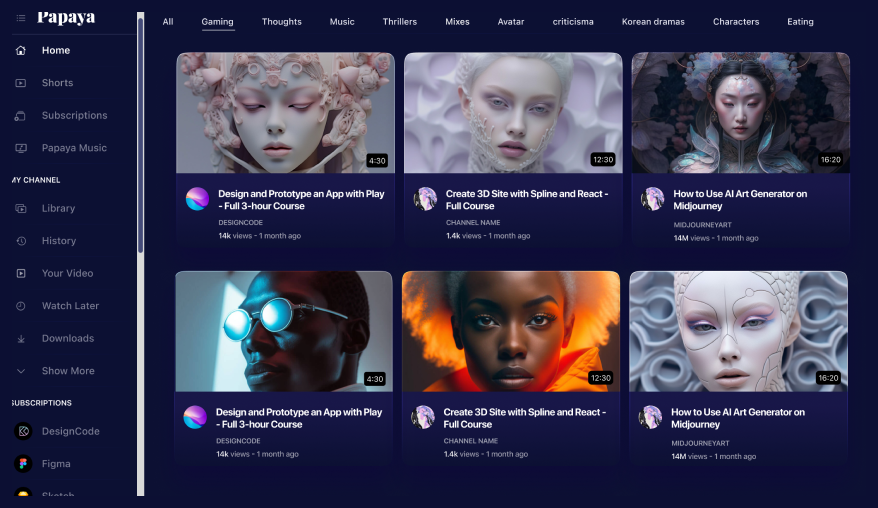 Papaya
Home
Shorts
Subscriptions
Papaya Music
MY CHANNEL
Library
History
Your Video
Watch Later
Downloads
Show More
SUBSCRIPTIONS
DesignCode
Figma
Sketch
All Gaming Thoughts Music Thrillers Mixes Avatar criticisma Korean dramas Characters Eating
4:30
Design and Prototype an App with Play
- Full 3-hour Course
DESIGNCODE
14k views - 1 month ago
12:30
Create 3D Site with Spline and React -
Full Course
CHANNEL NAME
1.4k views - 1 month ago
16:20
How to Use AI Art Generator on
Midjourney
MIDJOURNEYART
14M views - 1 month ago
4:30
Design and Prototype an App with Play
- Full 3-hour Course
DESIGNCODE
14k views - 1 month ago
12:30
Create 3D Site with Spline and React -
Full Course
CHANNEL NAME
1.4k views - 1 month ago
16:20
How to Use AI Art Generator on
Midjourney
MIDJOURNEYART
14M views - 1 month ago